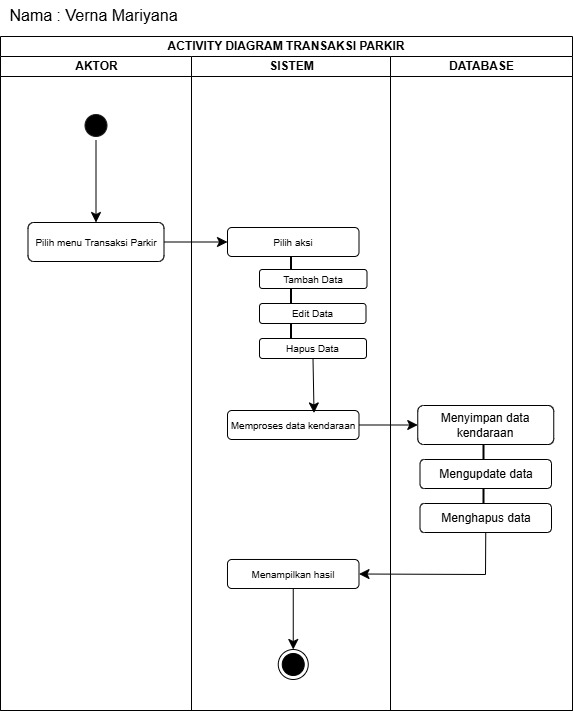 Nama : Verna Mariyana
ACTIVITY DIAGRAM TRANSAKSI PARKIR
AKTOR
SISTEM
DATABASE
Pilih menu Transaksi Parkir
Pilih aksi
Tambah Data
Edit Data
Hapus Data
Memproses data kendaraan
Menyimpan data
kendaraan
Mengupdate data
Menghapus data
Menampilkan hasil